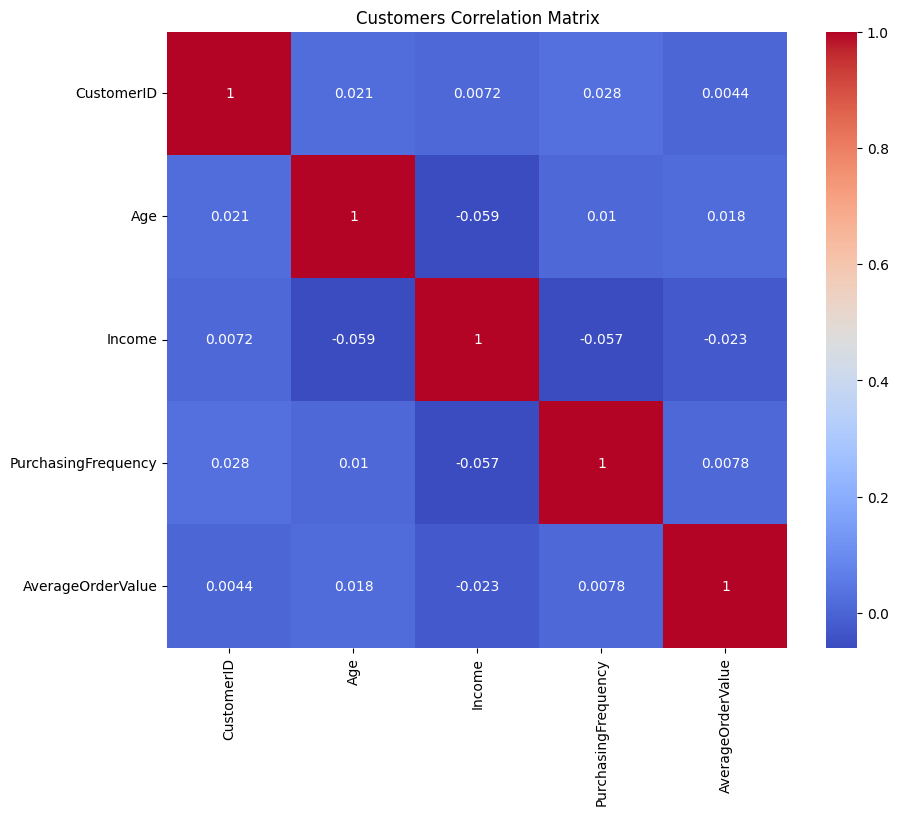 Customers Correlation Matrix
CustomerID 1 0.021 0.0072 0.028 0.0044
Age 0.021 1 -0.059 0.01 0.018
Income 0.0072 -0.059 1 -0.057 -0.023
PurchasingFrequency 0.028 0.01 -0.057 1 0.0078
AverageOrderValue 0.0044 0.018 -0.023 0.0078 1
CustomerID
Age
Income
PurchasingFrequency
AverageOrderValue
1.0
0.8
0.6
0.4
0.2
0.0